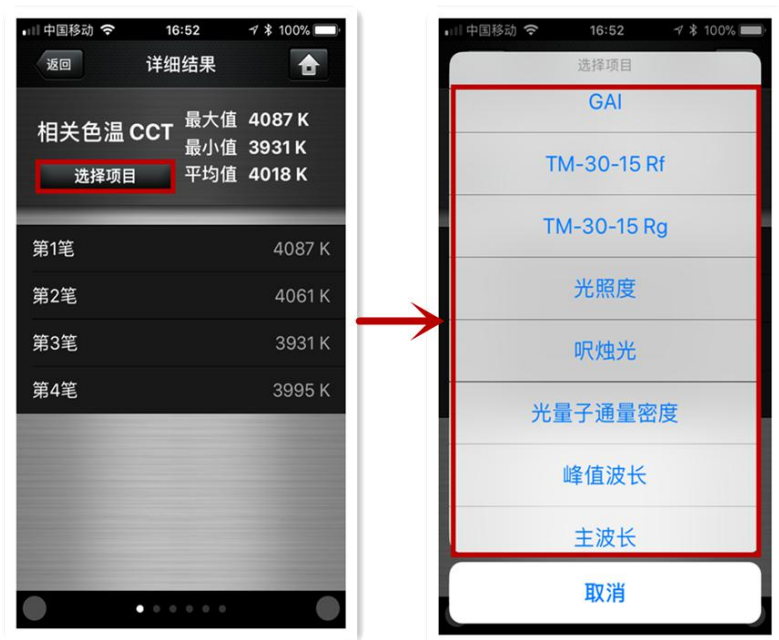 中国移动 16:52 100%
返回 详细结果
相关色温 CCT
选择项目
最大值 4087 K
最小值 3931 K
平均值 4018 K
第1笔 4087 K
第2笔 4061 K
第3笔 3931 K
第4笔 3995 K
中国移动 16:52 100%
选择项目
GAI
TM-30-15 Rf
TM-30-15 Rg
光照度
呎烛光
光量子通量密度
峰值波长
主波长
取消